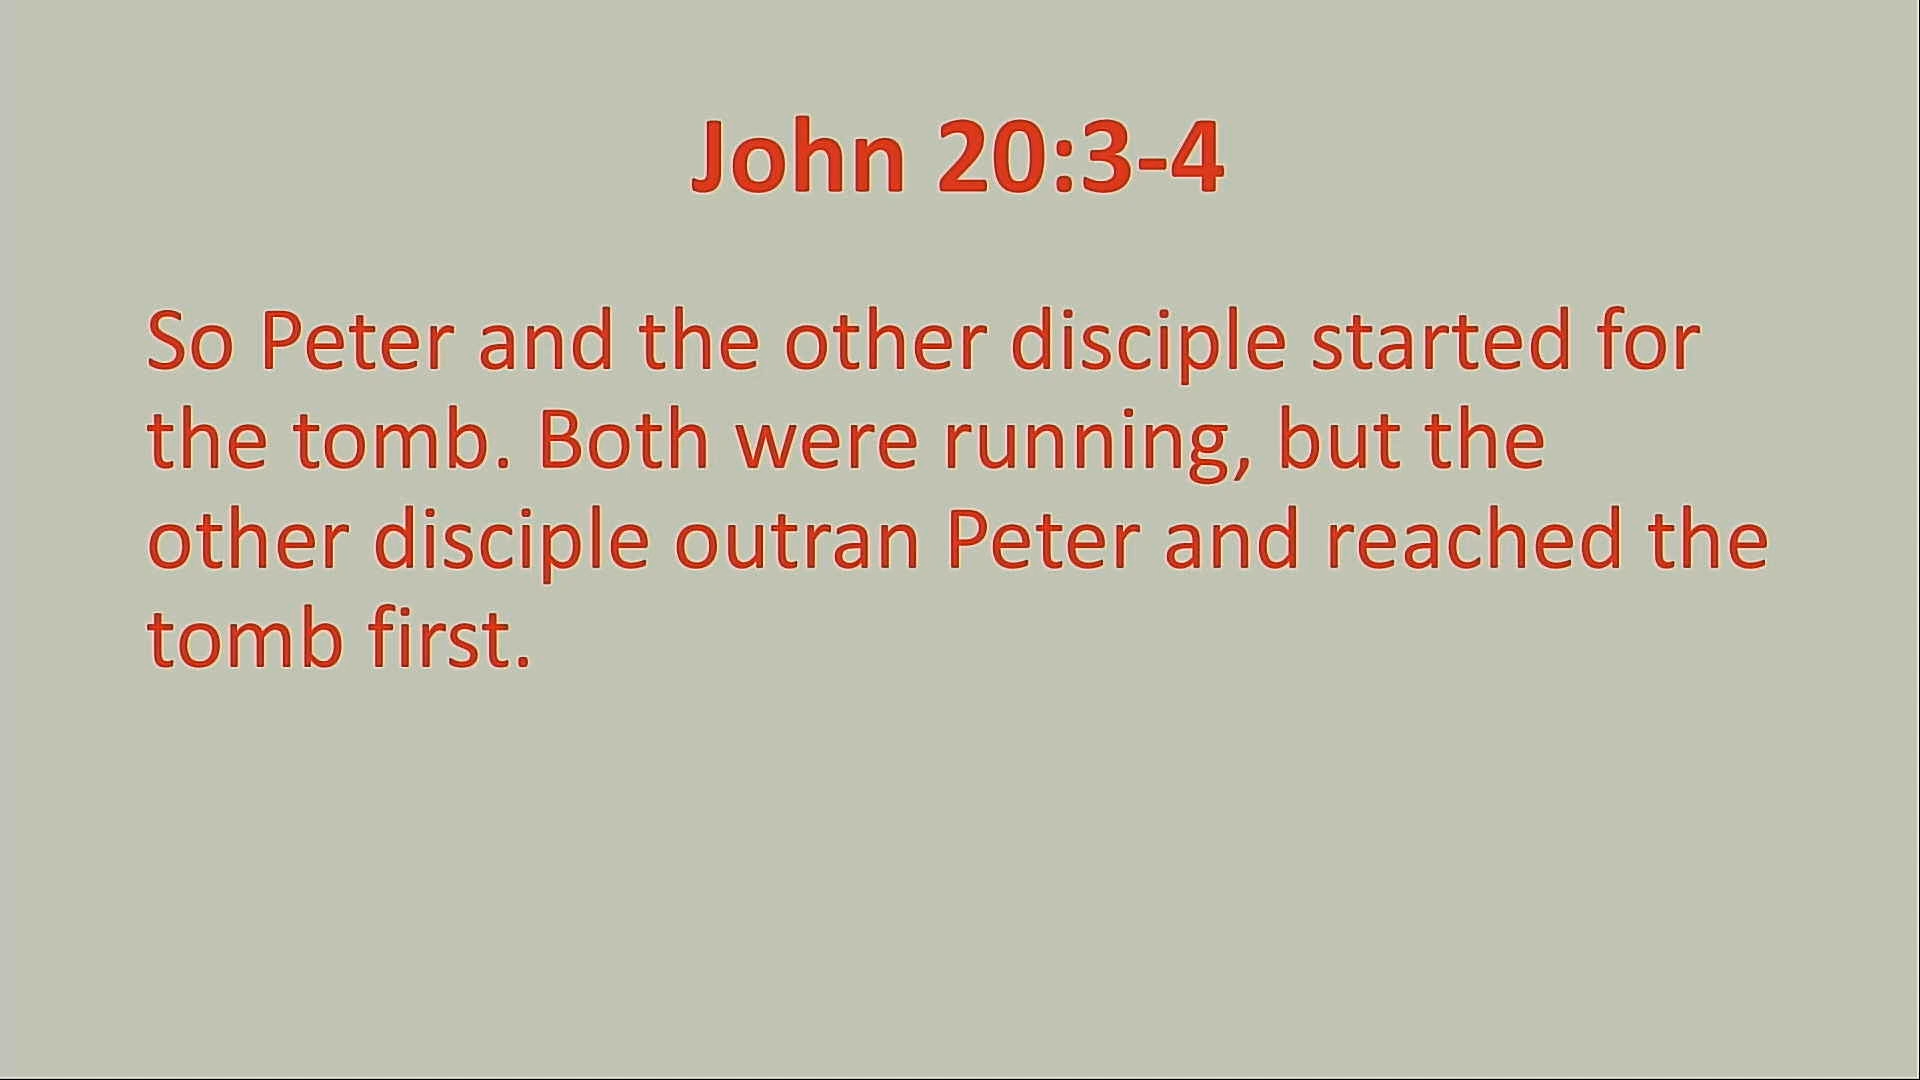 John 20:3-4
So Peter and the other disciple started for
the tomb. Both were running, but the
other disciple outran Peter and reached the
tomb first.